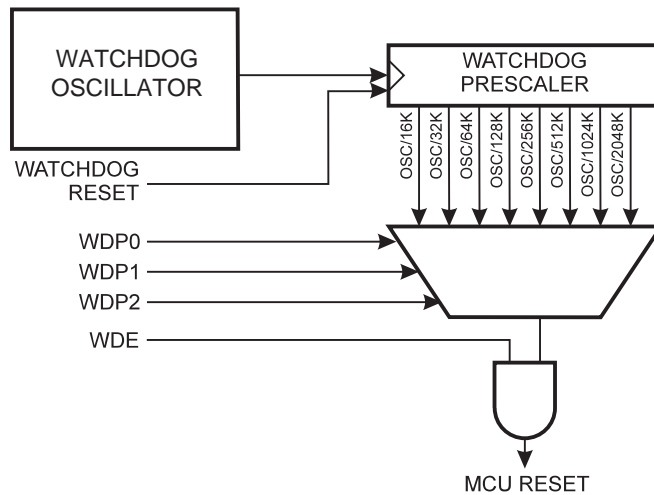 WATCHDOG
OSCILLATOR
WATCHDOG
PRESCALER
OSC/16K
OSC/32K
OSC/64K
OSC/128K
OSC/256K
OSC/512K
OSC/1024K
OSC/2048K
WATCHDOG
RESET
WDP0
WDP1
WDP2
WDE
MCU RESET